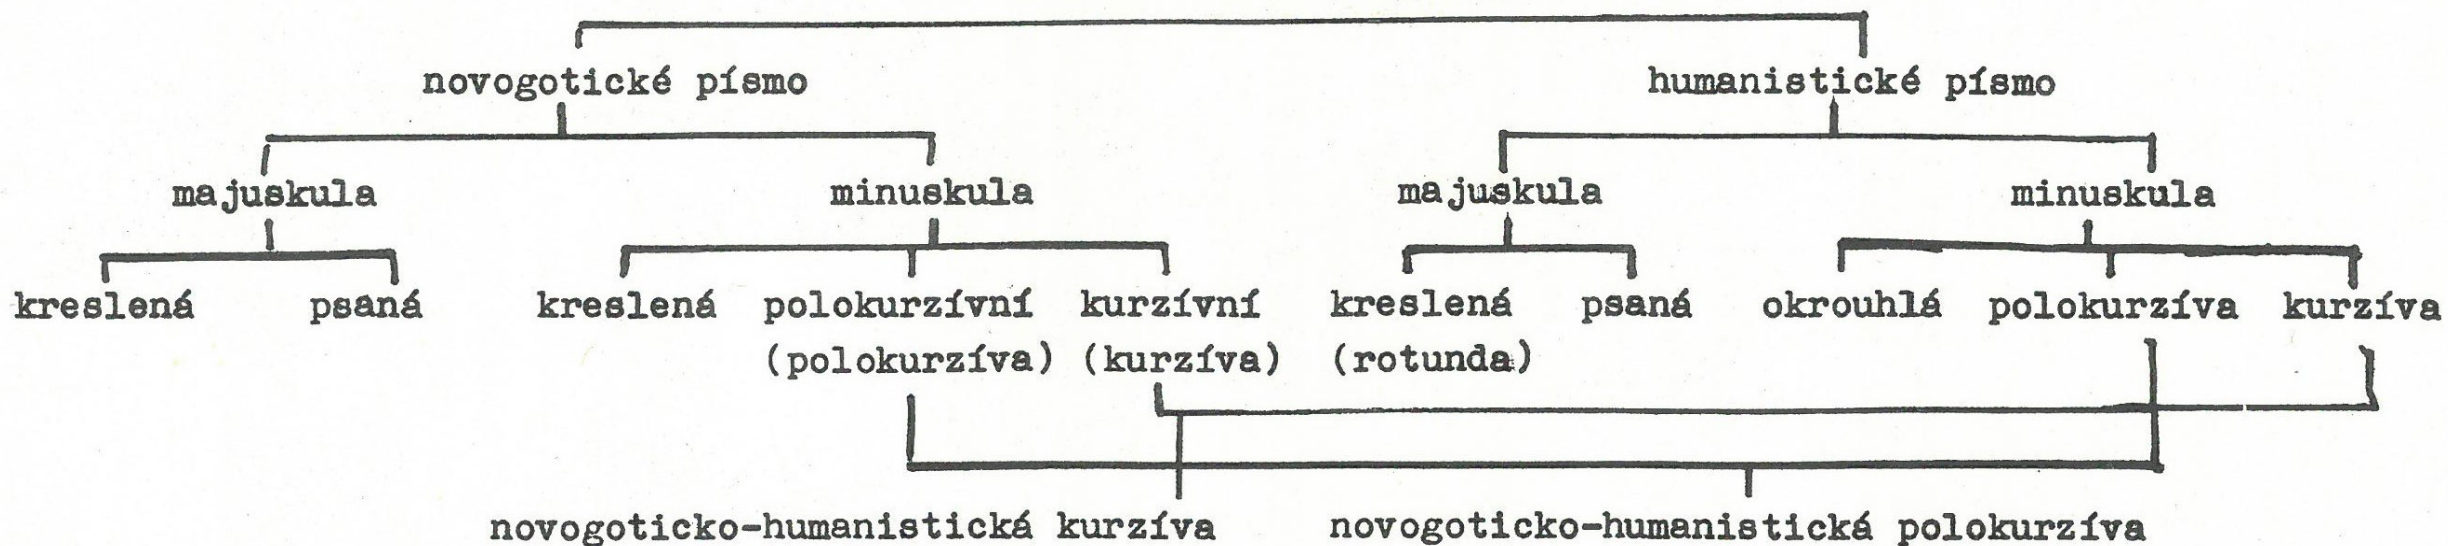 novogotické písmo humanistické písmo
majuskula minuskula majuskula minuskula
kreslená psaná kreslená polokurzívní kurzívní kreslená psaná okrouhlá polokurzíva kurzíva
(polokurzíva) (kurzíva) (rotunda)
novogoticko-humanistická kurzíva novogoticko-humanistická polokurzíva